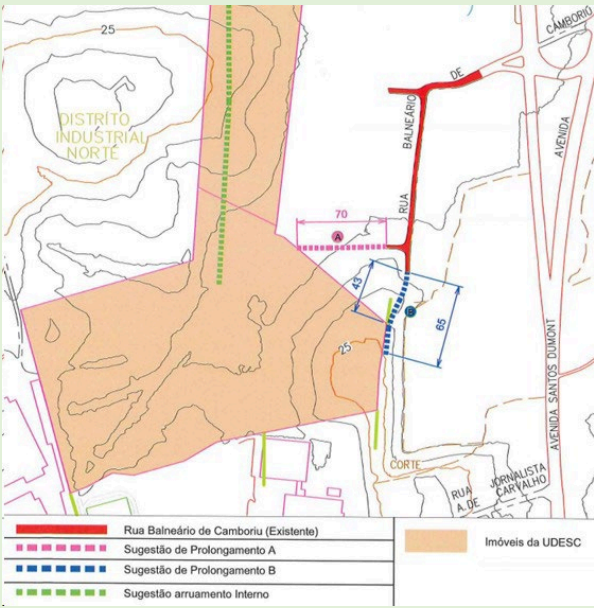 25
CAMBORIÚ
DE
DISTRITO
INDUSTRIAL
NORTE
BALNEÁRIO
AVENIDA
RUA
70
A
43
B
65
25
AVENIDA SANTOS DUMONT
CORTE
RUA
A. DE
JORNALISTA
CARVALHO
Rua Balneário de Camboriu (Existente)
Sugestão de Prolongamento A
Sugestão de Prolongamento B
Sugestão arruamento Interno
Imóveis da UDESC